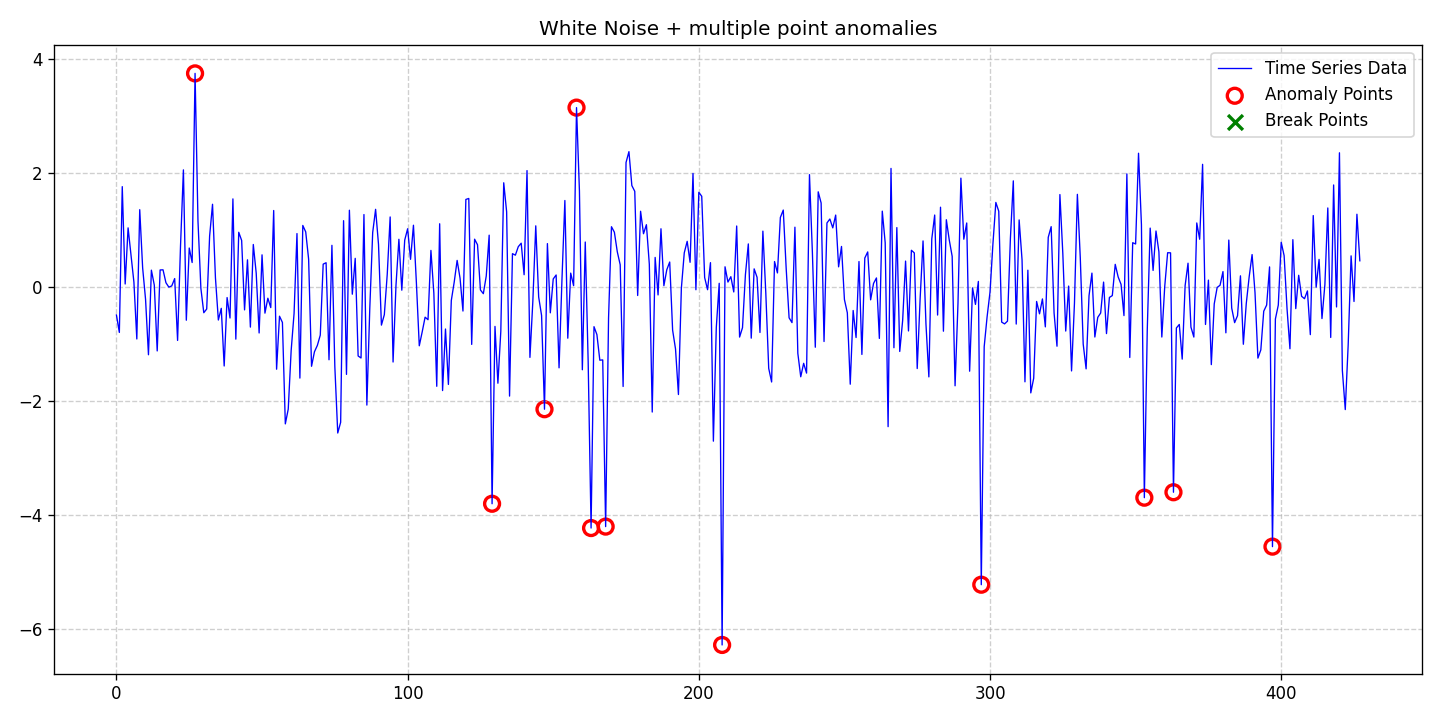 White Noise + multiple point anomalies
Time Series Data
Anomaly Points
Break Points
4
2
0
−2
−4
−6
0
100
200
300
400